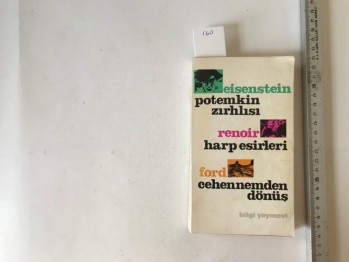 eisenstein
potemkin
zırhlısı
renoir
harp esirleri
ford
cehennemden
dönüş
bilgi yayınevi